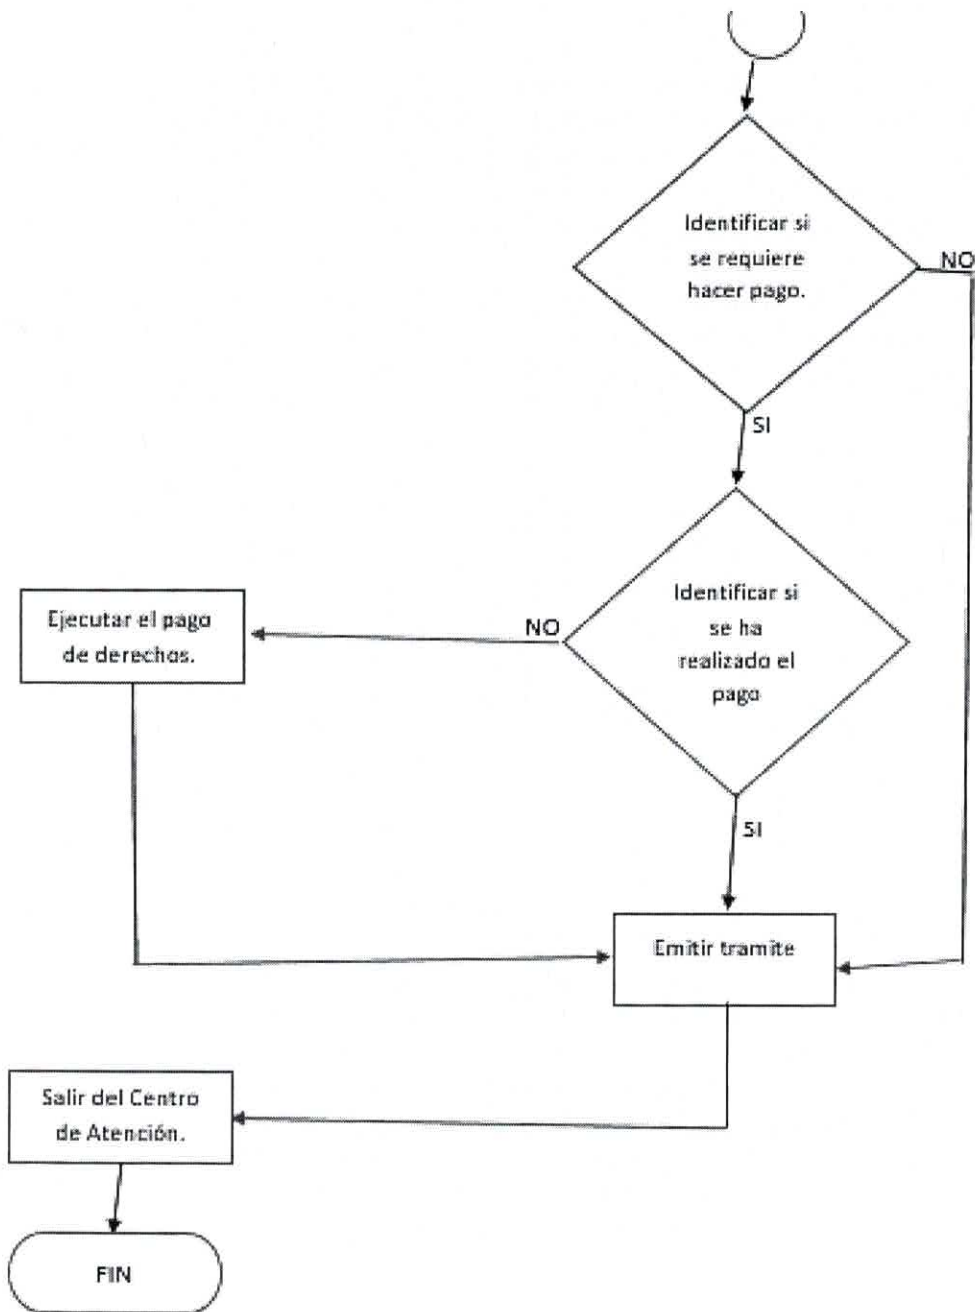 Identificar si
se requiere
hacer pago.
NO
SI
Identificar si
se ha
realizado el
pago
NO
Ejecutar el pago
de derechos.
SI
Emitir tramite
Salir del Centro
de Atención.
FIN